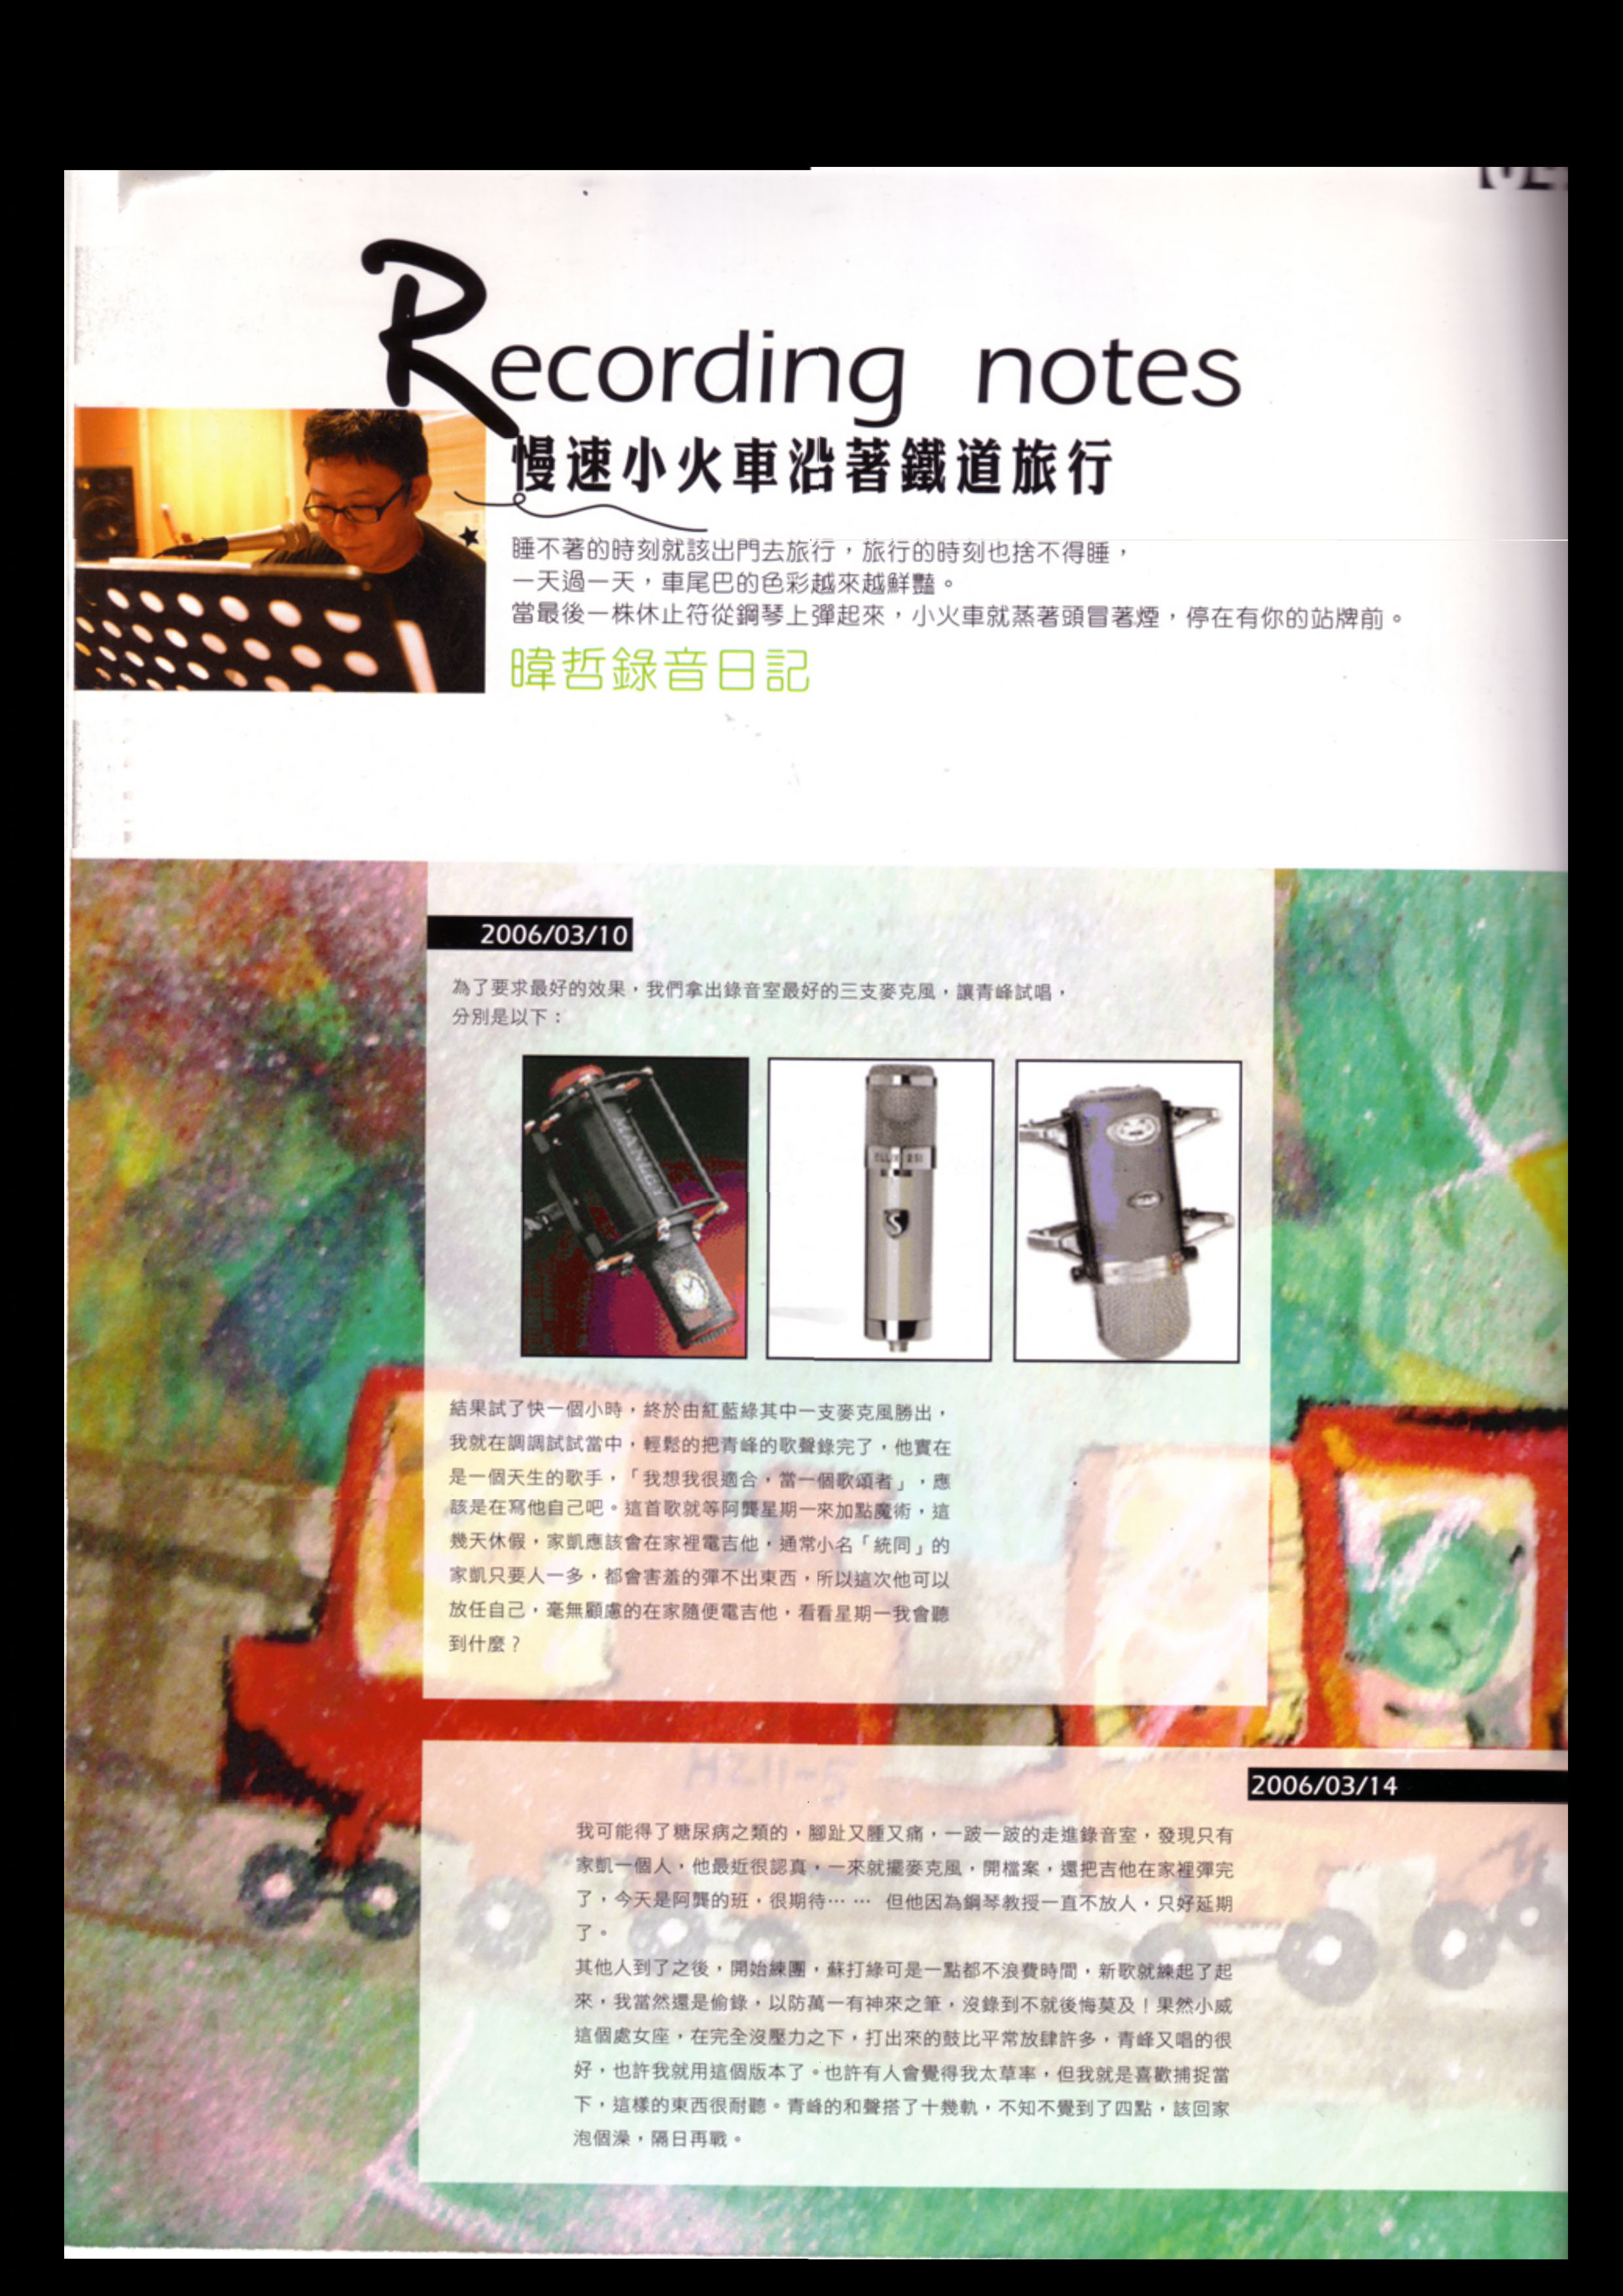 Recording notes
慢速小火車沿著鐵道旅行
睡不著的時刻就該出門去旅行，旅行的時刻也捨不得睡，
一天過一天，車尾巴的色彩越來越鮮豔。
當最後一株休止符從鋼琴上彈起來，小火車就蒸著頭冒著煙，停在有你的站牌前。
暐哲錄音日記
2006/03/10
為了要求最好的效果，我們拿出錄音室最好的三支麥克風，讓青峰試唱，
分別是以下：
MANLEY
結果試了快一個小時，終於由紅藍綠其中一支麥克風勝出，
我就在調調試試當中，輕鬆的把青峰的歌聲錄完了，他實在
是一個天生的歌手，「我想我很適合，當一個歌頌者」，應
該是在寫他自己吧。這首歌就等阿龔星期一來加點魔術，這
幾天休假，家凱應該會在家裡電吉他，通常小名「統同」的
家凱只要人一多，都會害羞的彈不出東西，所以這次他可以
放任自己，毫無顧慮的在家隨便電吉他，看看星期一我會聽
到什麼？
HZ11-5
2006/03/14
我可能得了糖尿病之類的，腳趾又腫又痛，一跛一跛的走進錄音室，發現只有
家凱一個人，他最近很認真，一來就擺麥克風，開檔案，還把吉他在家裡彈完
了，今天是阿龔的班，很期待⋯ ⋯ 但他因為鋼琴教授一直不放人，只好延期
了。
其他人到了之後，開始練團，蘇打綠可是一點都不浪費時間，新歌就練起了起
來，我當然還是偷錄，以防萬一有神來之筆，沒錄到不就後悔莫及！果然小威
這個處女座，在完全沒壓力之下，打出來的鼓比平常放肆許多，青峰又唱的很
好，也許我就用這個版本了。也許有人會覺得我太草率，但我就是喜歡捕捉當
下，這樣的東西很耐聽。青峰的和聲搭了十幾軌，不知不覺到了四點，該回家
泡個澡，隔日再戰。